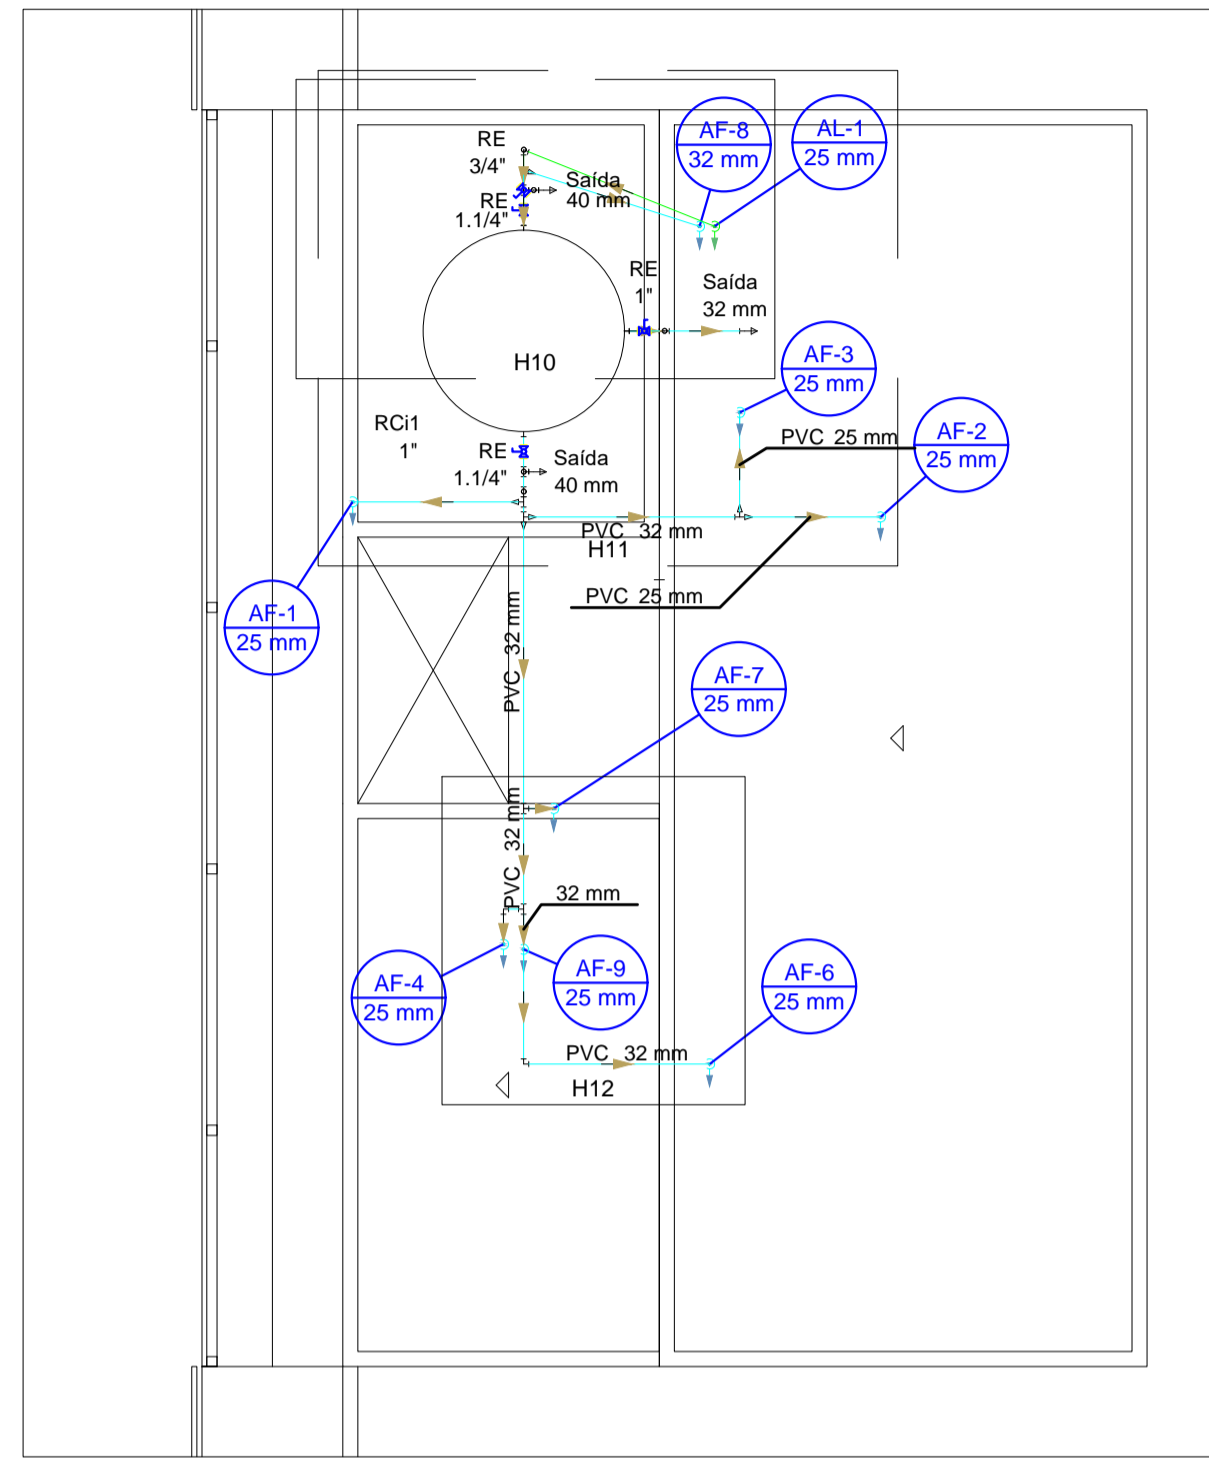 AF-8
32 mm
AL-1
25 mm
RE
3/4"
Saída
40 mm
RE
1.1/4"
RE
1"
Saída
32 mm
H10
AF-3
25 mm
RCi1
1"
RE
1.1/4"
Saída
40 mm
PVC 25 mm
AF-2
25 mm
PVC 32 mm
H11
PVC 25 mm
AF-1
25 mm
PVC 32 mm
AF-7
25 mm
PVC 32 mm
32 mm
AF-4
25 mm
AF-9
25 mm
AF-6
25 mm
PVC 32 mm
H12